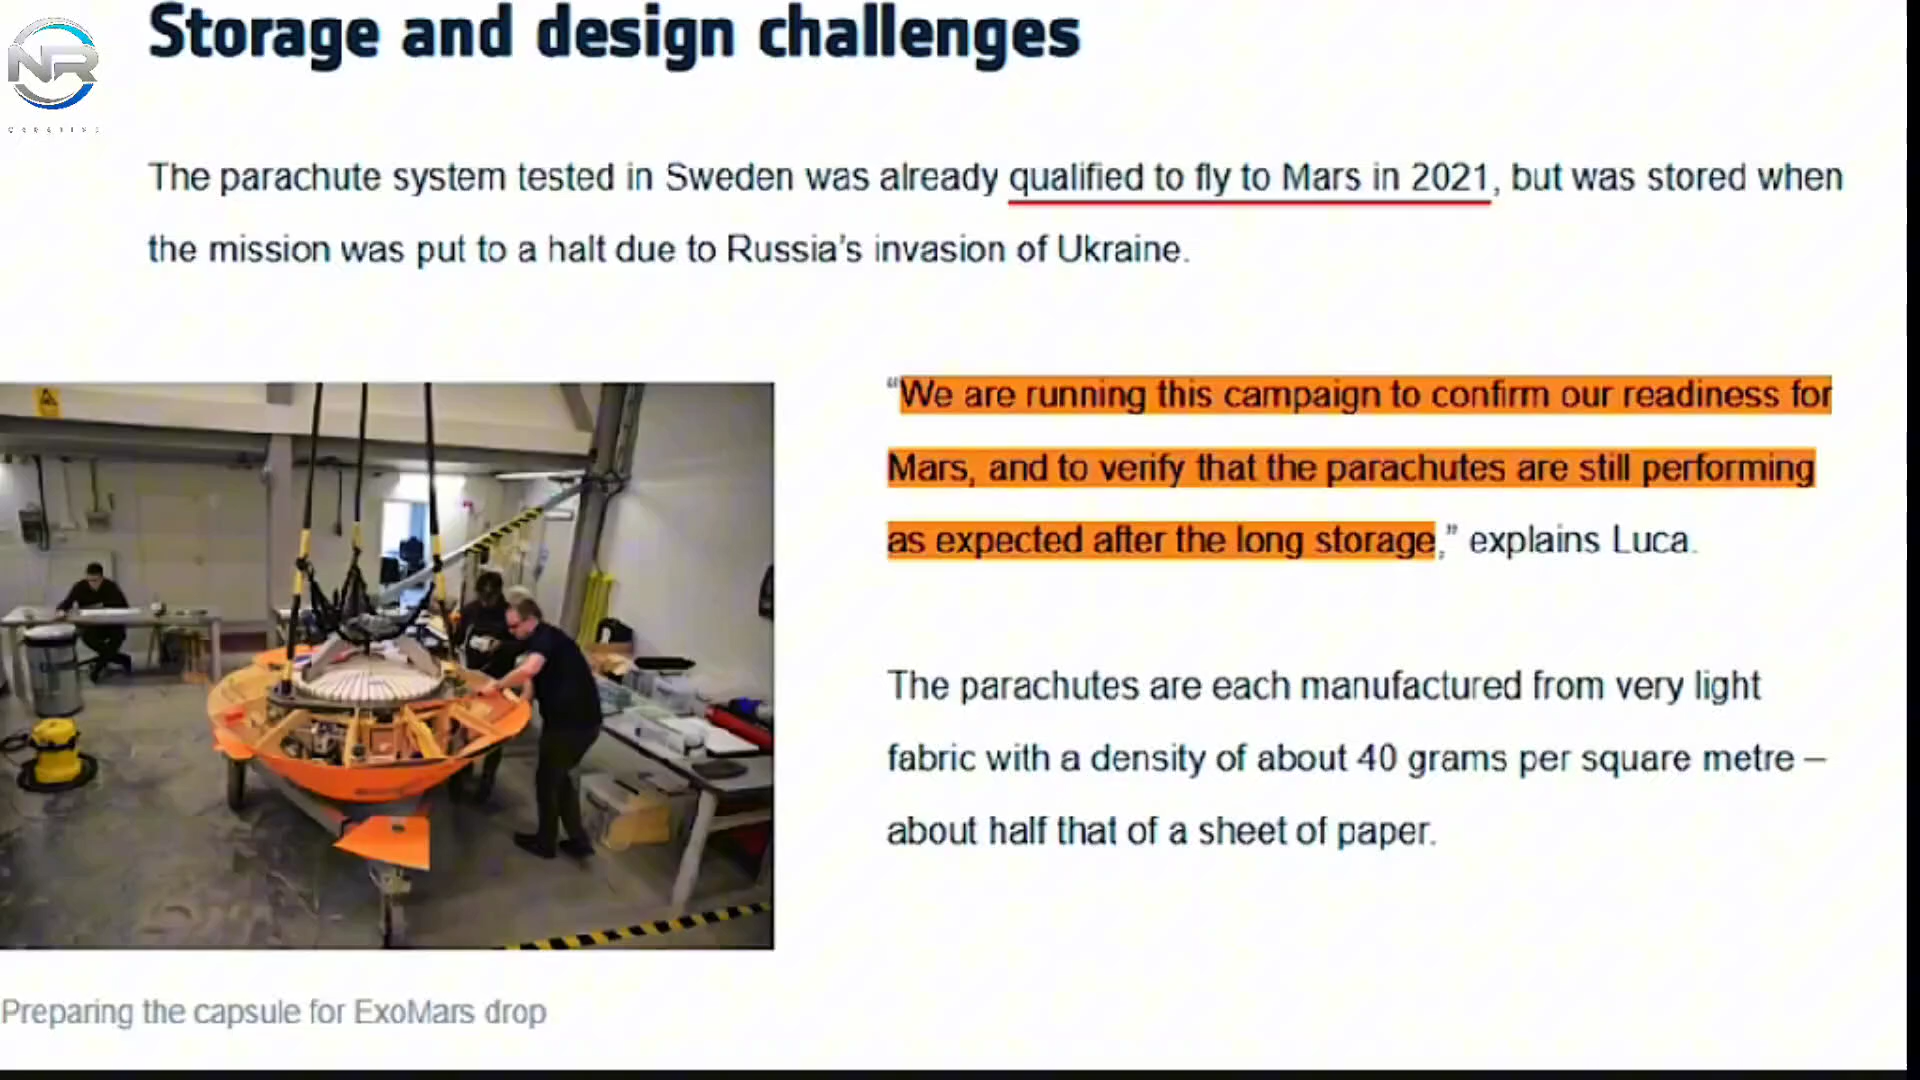 Storage and design challenges
NR
CREATIVE
The parachute system tested in Sweden was already qualified to fly to Mars in 2021, but was stored when
the mission was put to a halt due to Russia's invasion of Ukraine.
“We are running this campaign to confirm our readiness for
Mars, and to verify that the parachutes are still performing
as expected after the long storage,” explains Luca.
The parachutes are each manufactured from very light
fabric with a density of about 40 grams per square metre –
about half that of a sheet of paper.
Preparing the capsule for ExoMars drop